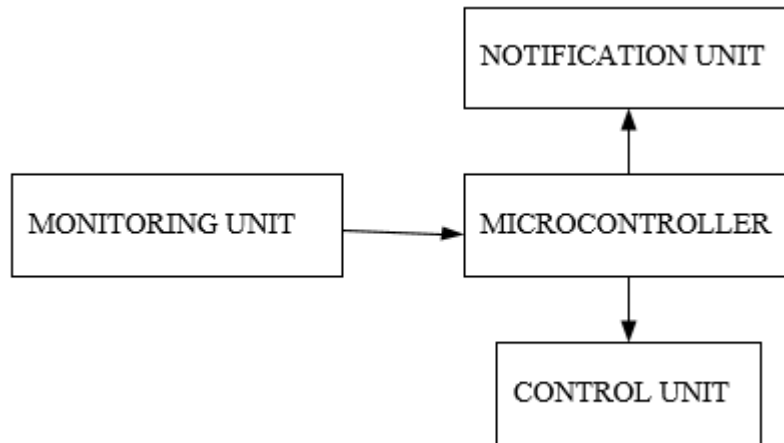 NOTIFICATION UNIT
MONITORING UNIT
MICROCONTROLLER
CONTROL UNIT